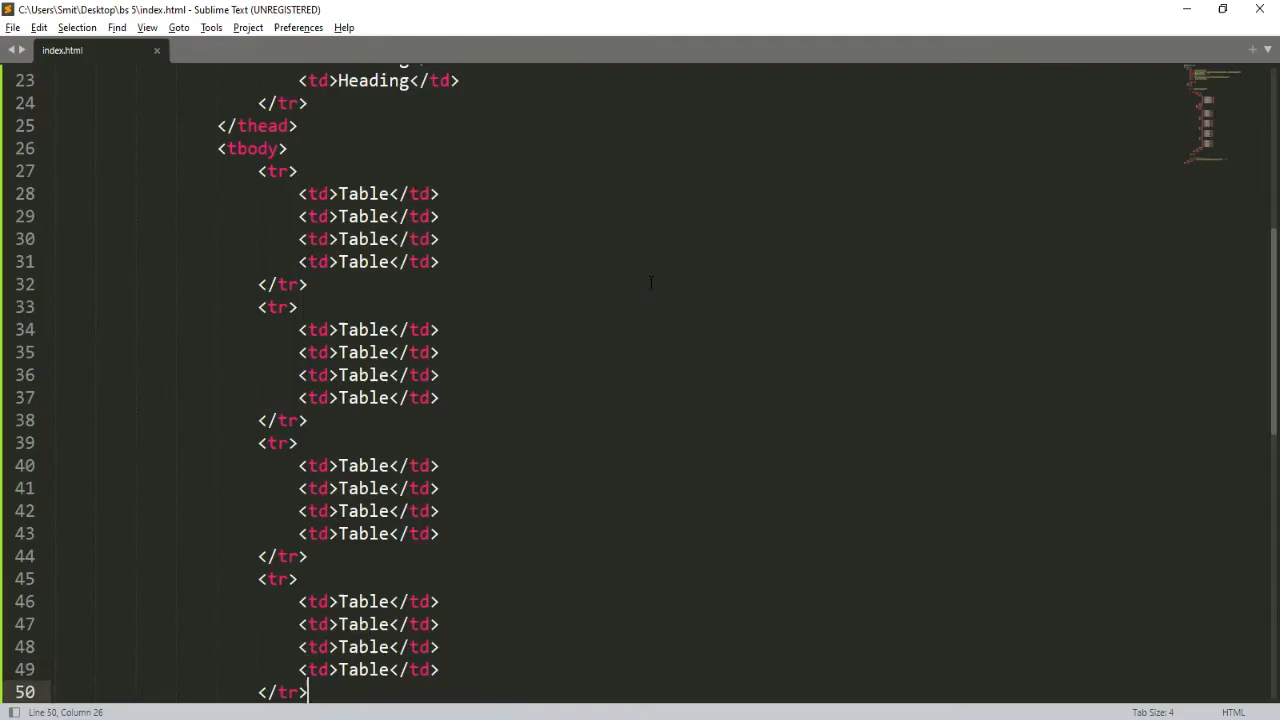 C:\Users\Smit\Desktop\bs 5\index.html - Sublime Text (UNREGISTERED)
File Edit Selection Find View Goto Tools Project Preferences Help
index.html
23 <td>Heading</td>
24 </tr>
25 </thead>
26 <tbody>
27 <tr>
28 <td>Table</td>
29 <td>Table</td>
30 <td>Table</td>
31 <td>Table</td>
32 </tr>
33 <tr>
34 <td>Table</td>
35 <td>Table</td>
36 <td>Table</td>
37 <td>Table</td>
38 </tr>
39 <tr>
40 <td>Table</td>
41 <td>Table</td>
42 <td>Table</td>
43 <td>Table</td>
44 </tr>
45 <tr>
46 <td>Table</td>
47 <td>Table</td>
48 <td>Table</td>
49 <td>Table</td>
50 </tr>
Line 50, Column 26 Tab Size: 4 HTML